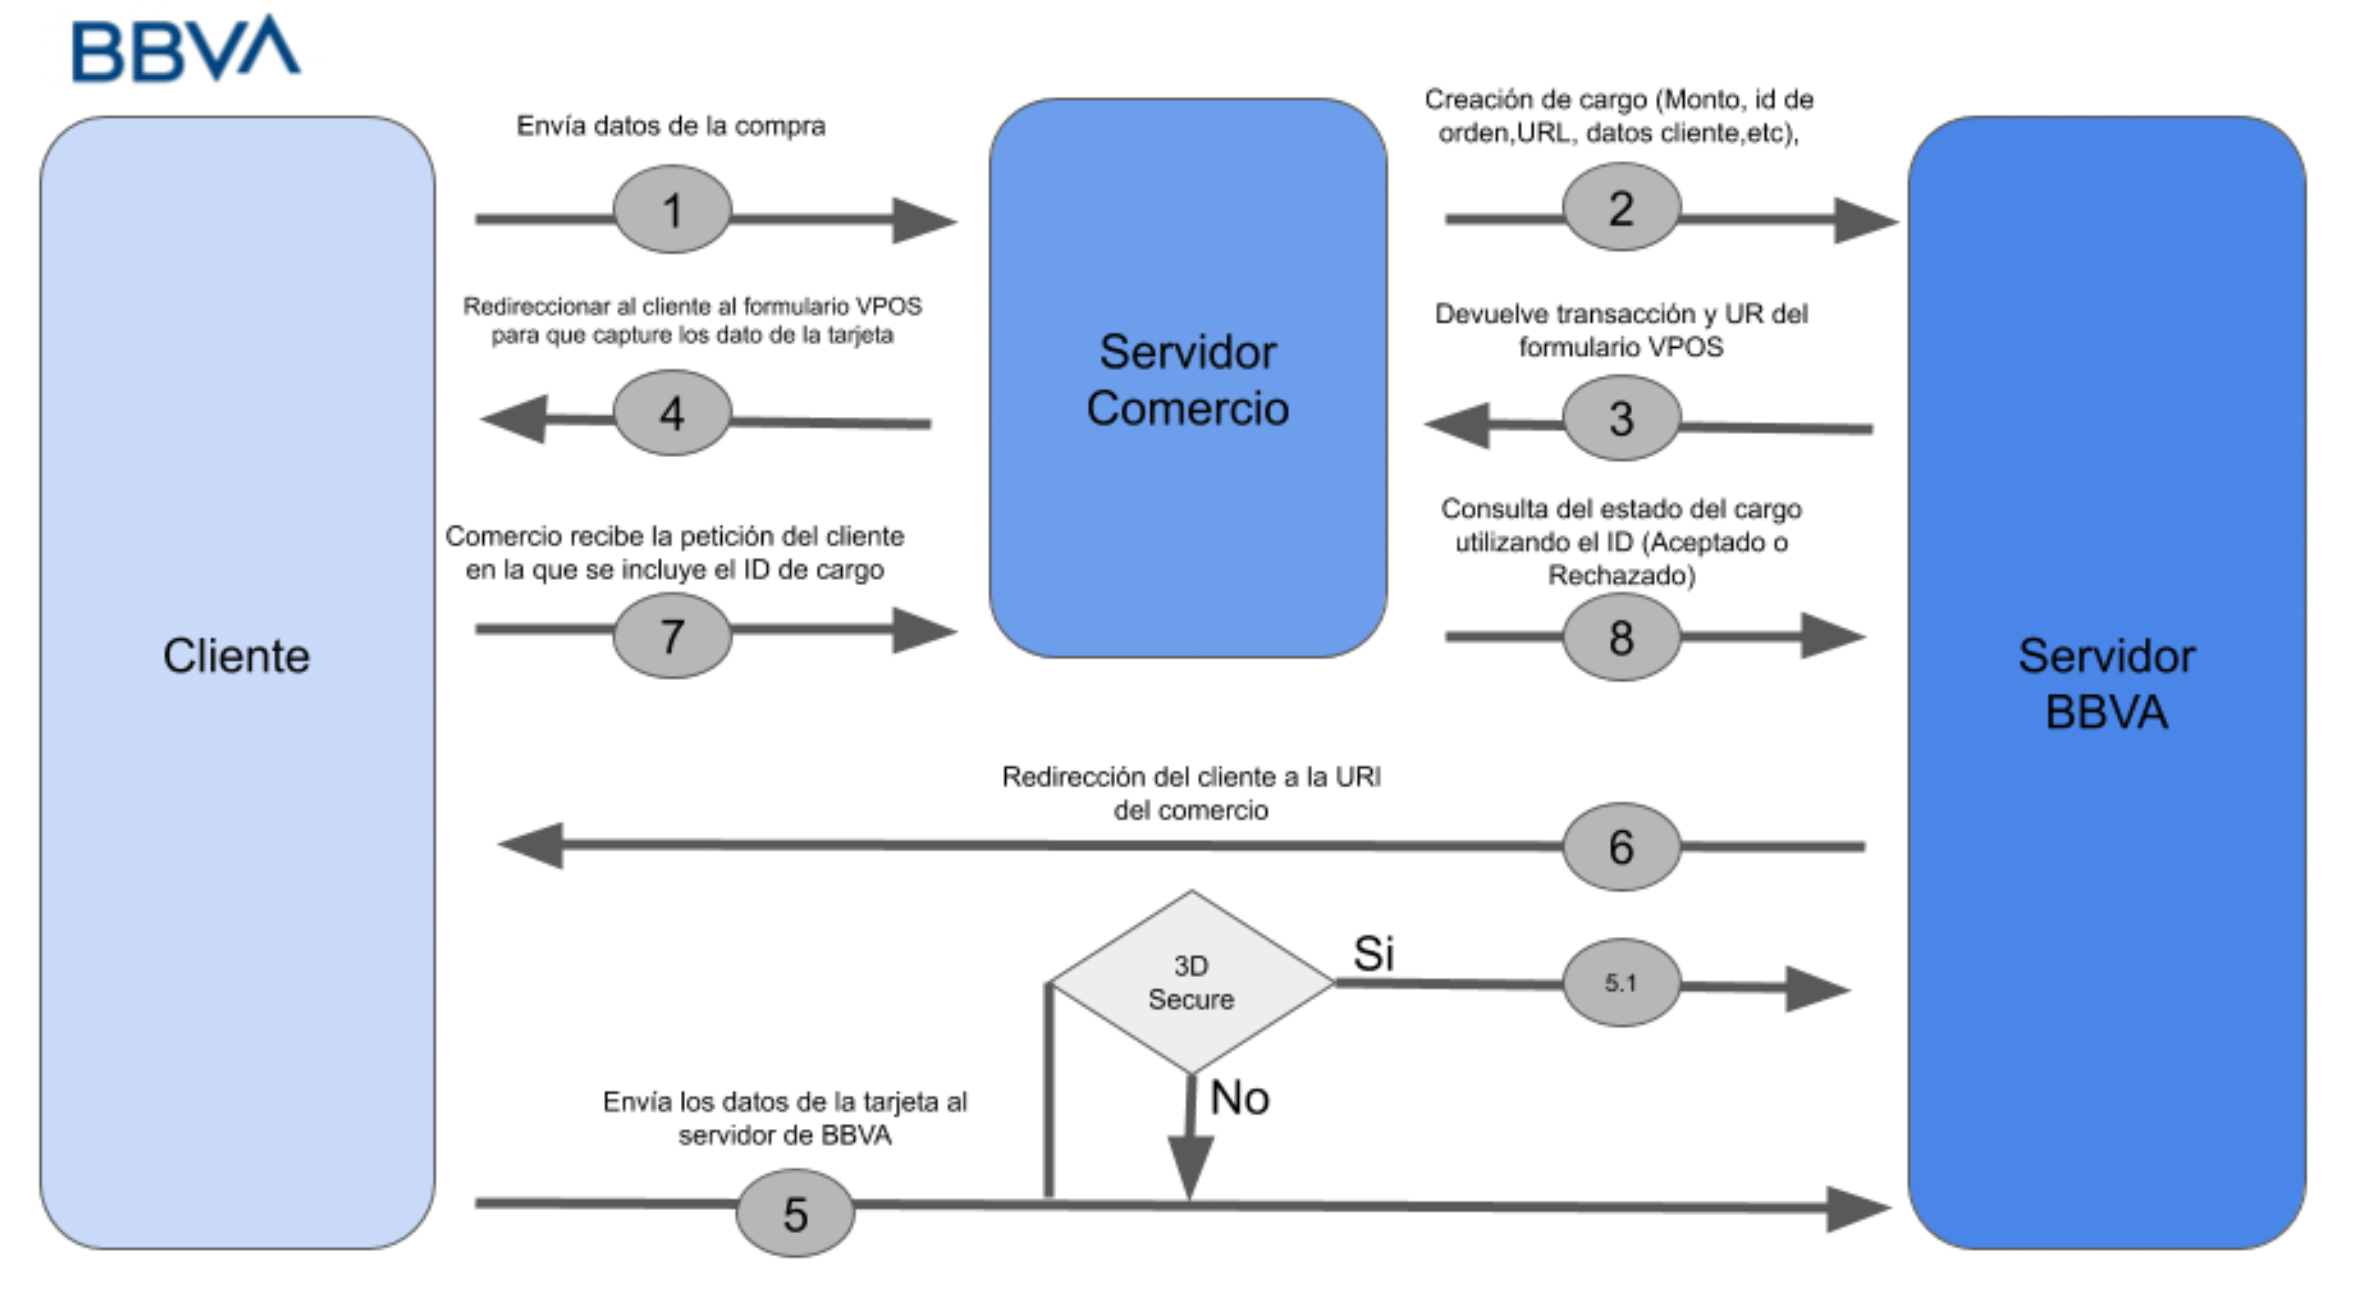 BBVA
Envía datos de la compra
1
Creación de cargo (Monto, id de
orden,URL, datos cliente,etc),
2
Redireccionar al cliente al formulario VPOS
para que capture los dato de la tarjeta
4
Servidor
Comercio
Devuelve transacción y UR del
formulario VPOS
3
Comercio recibe la petición del cliente
en la que se incluye el ID de cargo
7
Consulta del estado del cargo
utilizando el ID (Aceptado o
Rechazado)
8
Cliente
Servidor
BBVA
Redirección del cliente a la URI
del comercio
6
3D
Secure
Si
5.1
No
Envía los datos de la tarjeta al
servidor de BBVA
5